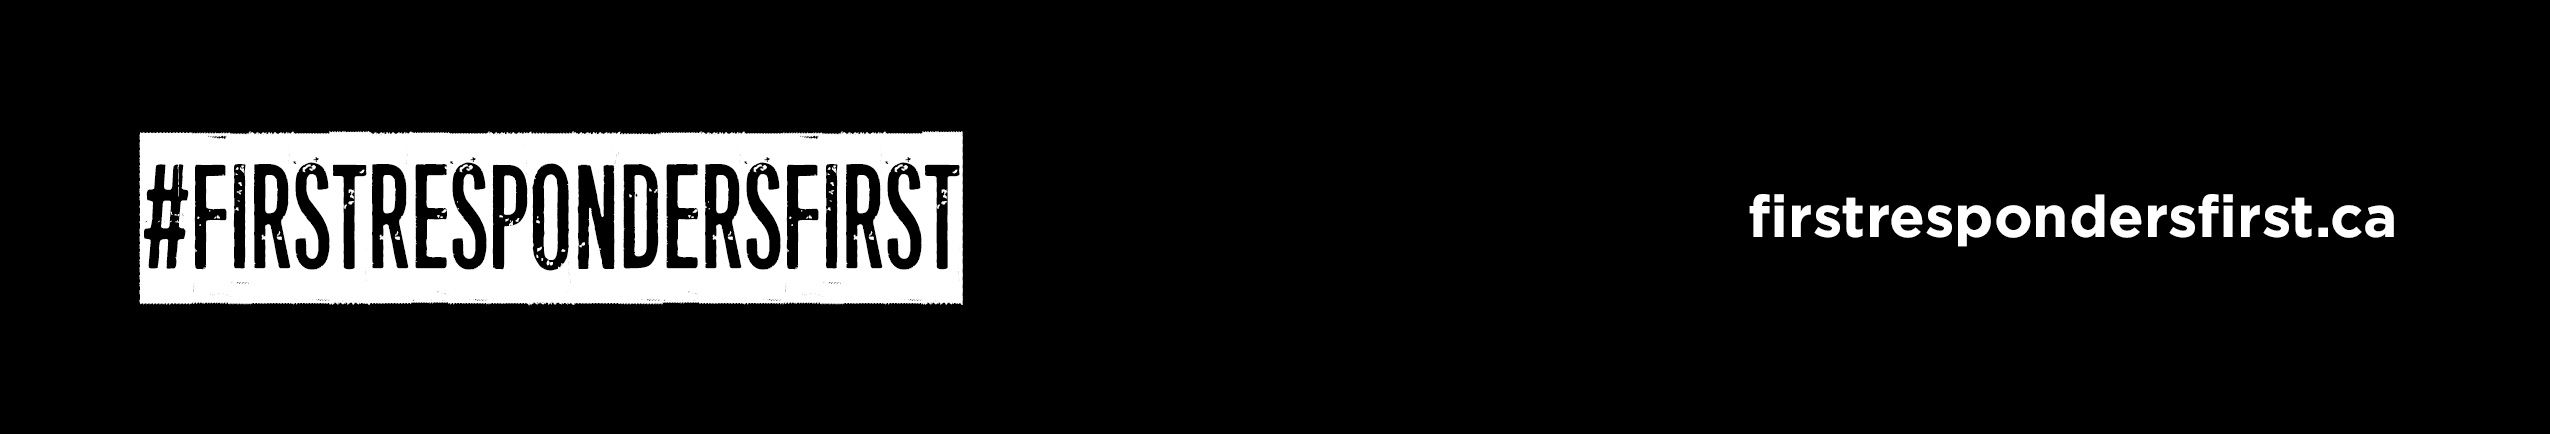 #FIRSTRESPONDERSFIRST
firstrespondersfirst.ca